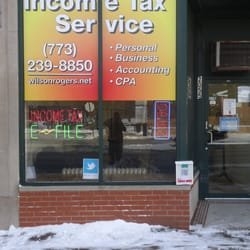 Income Tax
Service
(773)
239-8850
wilsonrogers.net
• Personal
• Business
• Accounting
• CPA
INCOME TAX
E-FILE